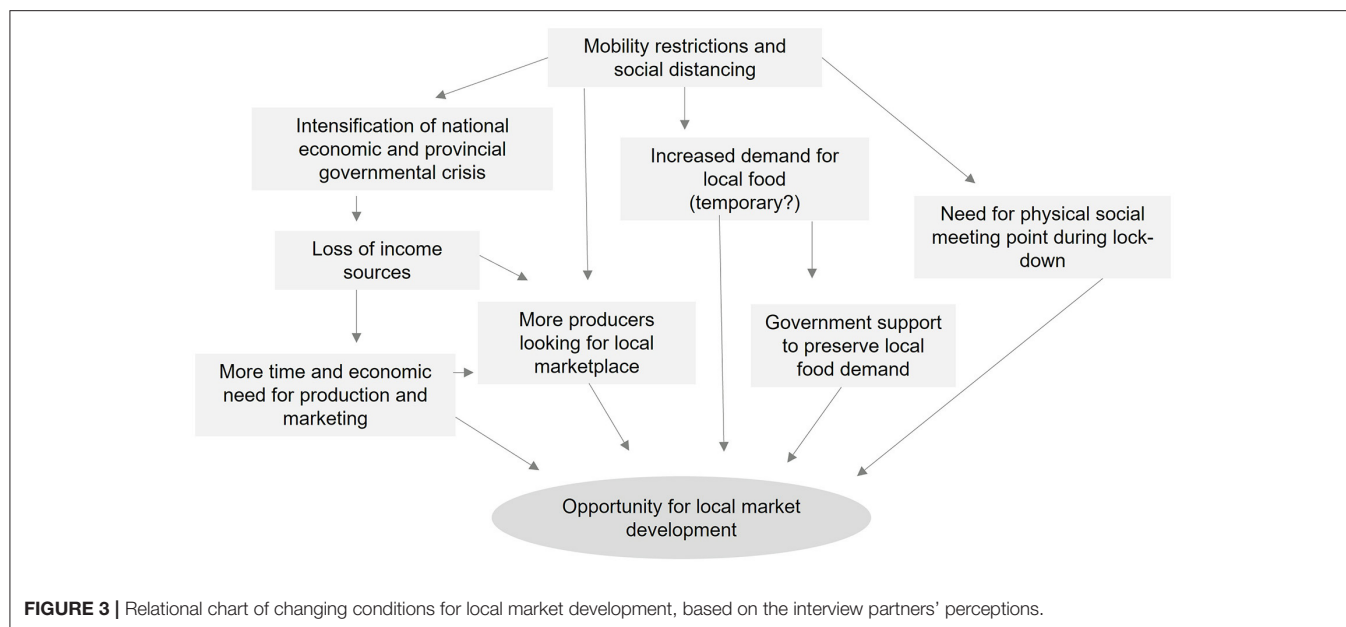 Mobility restrictions and
social distancing
Intensification of national
economic and provincial
governmental crisis
Increased demand for
local food
(temporary?)
Need for physical social
meeting point during lock-
down
Loss of income
sources
More producers
looking for local
marketplace
Government support
to preserve local
food demand
More time and economic
need for production and
marketing
Opportunity for local market
development
FIGURE 3 | Relational chart of changing conditions for local market development, based on the interview partners' perceptions.